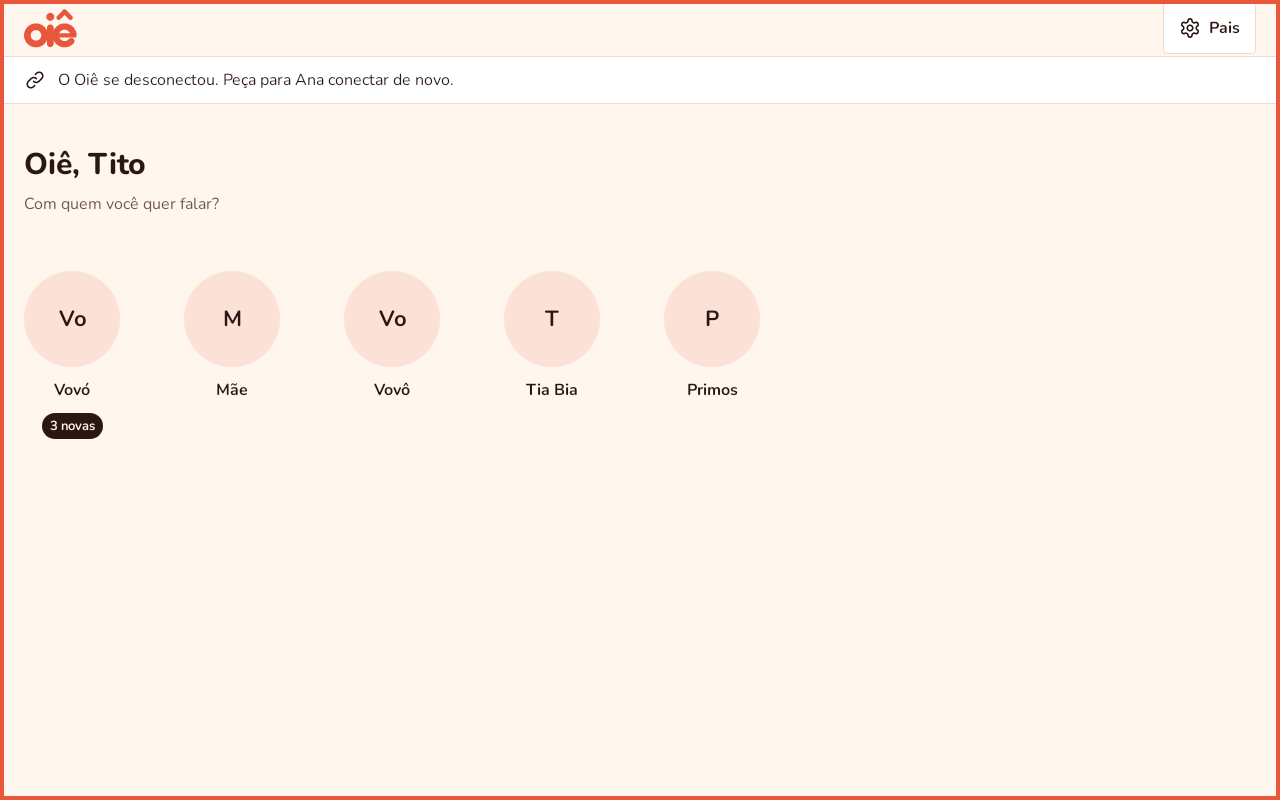 oiê
Pais
O Oiê se desconectou. Peça para Ana conectar de novo.
Oiê, Tito
Com quem você quer falar?
Vo
M
Vo
T
P
Vovó
Mãe
Vovô
Tia Bia
Primos
3 novas